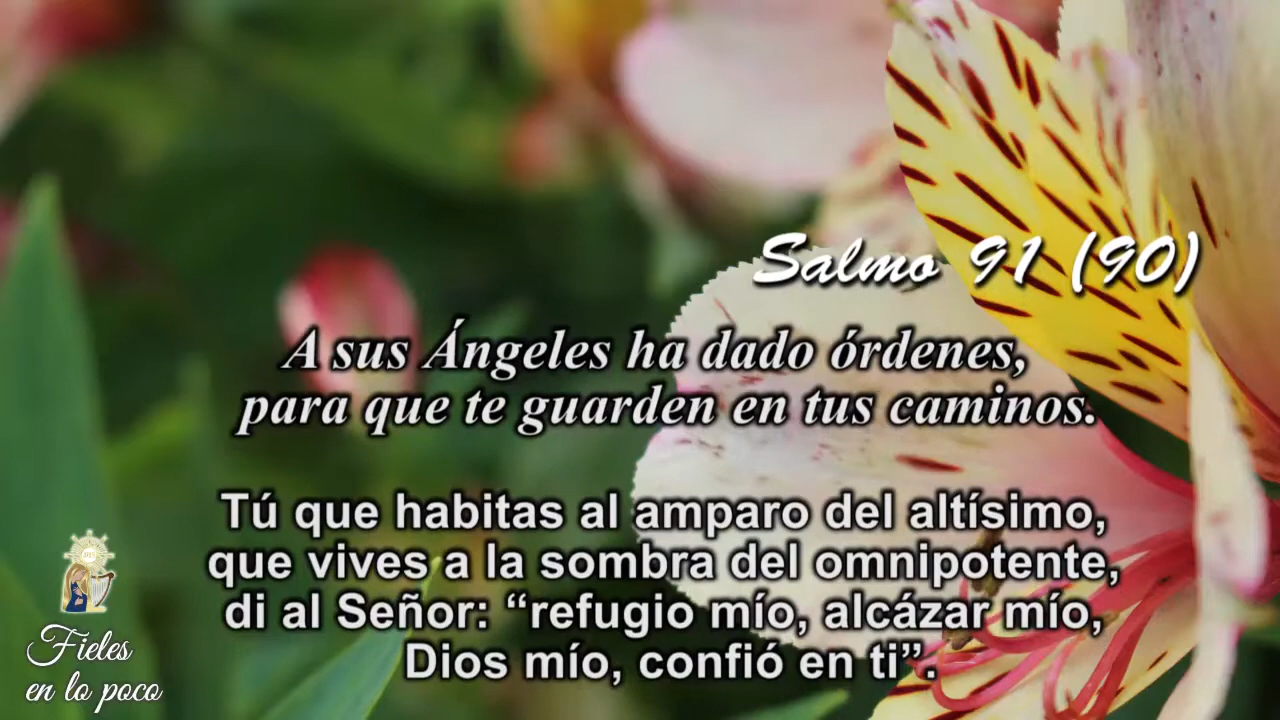 Salmo 91 (90)
A sus Ángeles ha dado órdenes,
para que te guarden en tus caminos.
Tú que habitas al amparo del altísimo,
que vives a la sombra del omnipotente,
di al Señor: “refugio mío, alcázar mío,
Dios mío, confió en ti”.
Fieles
en lo poco